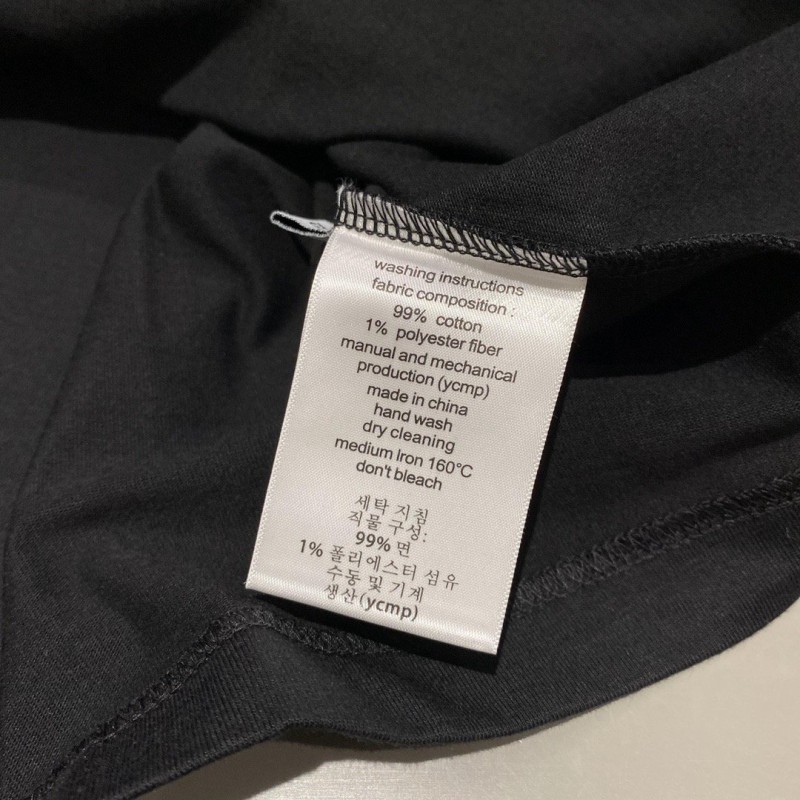 washing instructions
fabric composition :
99% cotton
1% polyester fiber
manual and mechanical
production (ycmp)
made in china
hand wash
dry cleaning
medium Iron 160℃
don't bleach
세탁 지침
직물 구성:
99% 면
1% 폴리에스터 섬유
수동 및 기계
생산(ycmp)